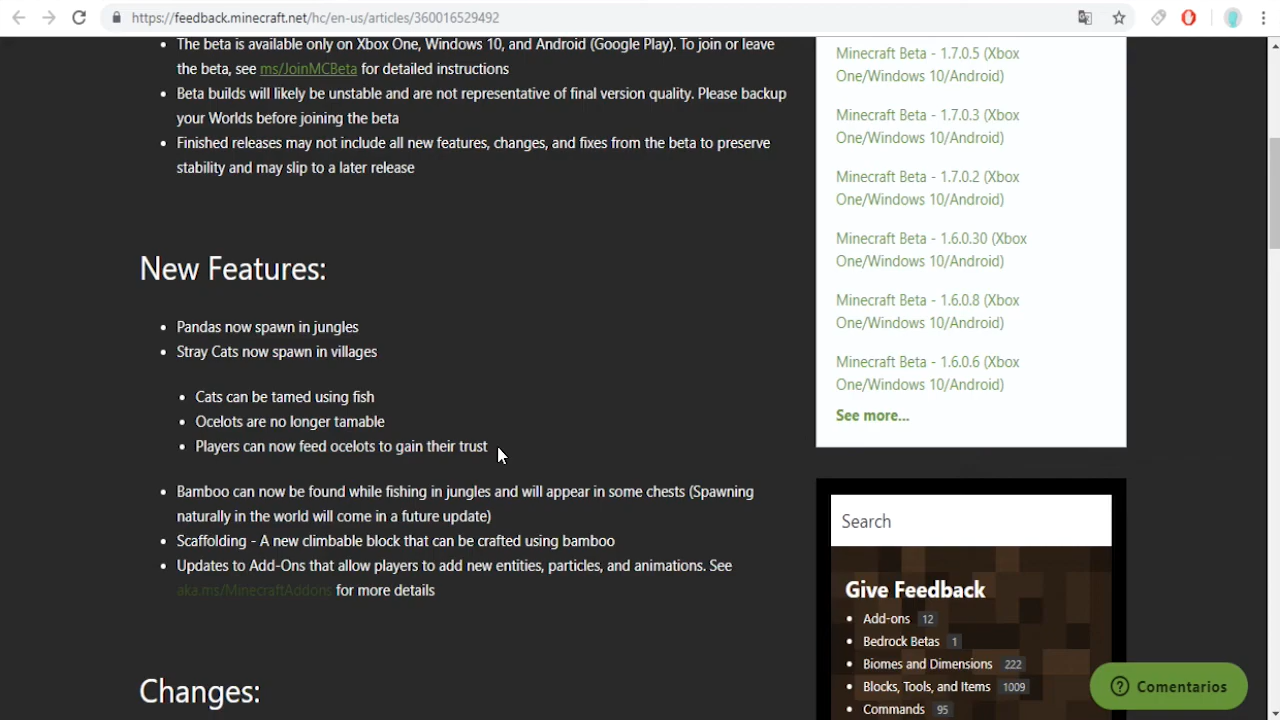 https://feedback.minecraft.net/hc/en-us/articles/360016529492
The beta is available only on Xbox One, Windows 10, and Android (Google Play). To join or leave
the beta, see ms/JoinMCBeta for detailed instructions
Beta builds will likely be unstable and are not representative of final version quality. Please backup
your Worlds before joining the beta
Finished releases may not include all new features, changes, and fixes from the beta to preserve
stability and may slip to a later release
New Features:
Pandas now spawn in jungles
Stray Cats now spawn in villages
Cats can be tamed using fish
Ocelots are no longer tamable
Players can now feed ocelots to gain their trust
Bamboo can now be found while fishing in jungles and will appear in some chests (Spawning
naturally in the world will come in a future update)
Scaffolding - A new climbable block that can be crafted using bamboo
Updates to Add-Ons that allow players to add new entities, particles, and animations. See
aka.ms/MinecraftAddons for more details
Changes:
Minecraft Beta - 1.7.0.5 (Xbox
One/Windows 10/Android)
Minecraft Beta - 1.7.0.3 (Xbox
One/Windows 10/Android)
Minecraft Beta - 1.7.0.2 (Xbox
One/Windows 10/Android)
Minecraft Beta - 1.6.0.30 (Xbox
One/Windows 10/Android)
Minecraft Beta - 1.6.0.8 (Xbox
One/Windows 10/Android)
Minecraft Beta - 1.6.0.6 (Xbox
One/Windows 10/Android)
See more...
Search
Give Feedback
Add-ons 12
Bedrock Betas 1
Biomes and Dimensions 222
Blocks, Tools, and Items 1009
Commands 95
Comentarios